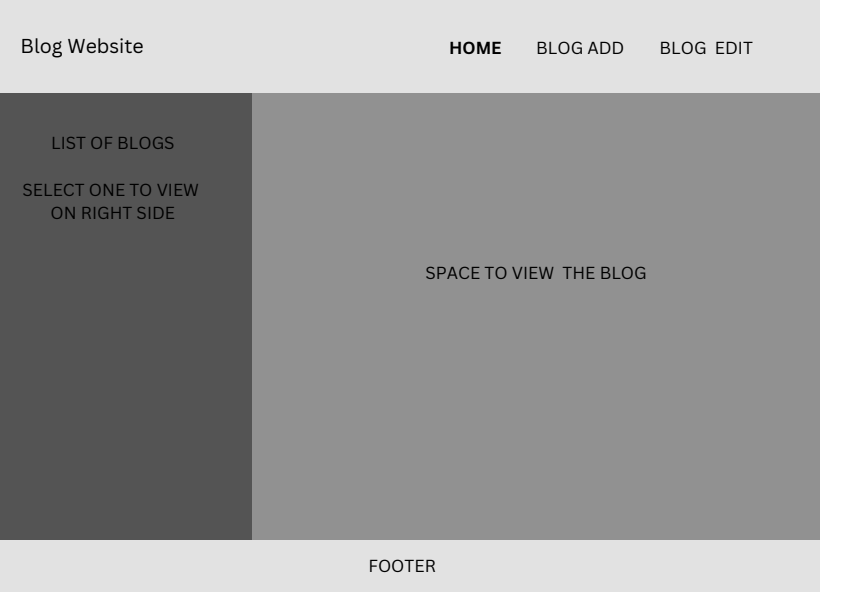 Blog Website
HOME
BLOG ADD
BLOG EDIT
LIST OF BLOGS
SELECT ONE TO VIEW
ON RIGHT SIDE
SPACE TO VIEW THE BLOG
FOOTER